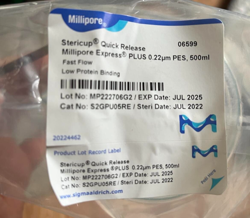 Millipore
Stericup® Quick Release 06599
Millipore Express® PLUS 0.22µm PES, 500ml
Fast Flow
Low Protein Binding
Lot No: MP222706G2 / EXP Date: JUL 2025
Cat No: S2GPU05RE / Steri Date: JUL 2022
20224462
Product Lot Record Label
Stericup® Quick Release
Millipore Express® PLUS 0.22µm PES, 500ml
Lot No: MP222706G2 / EXP Date: JUL 2025
Cat No: S2GPU05RE / Steri Date: JUL 2022
www.sigmaaldrich.com